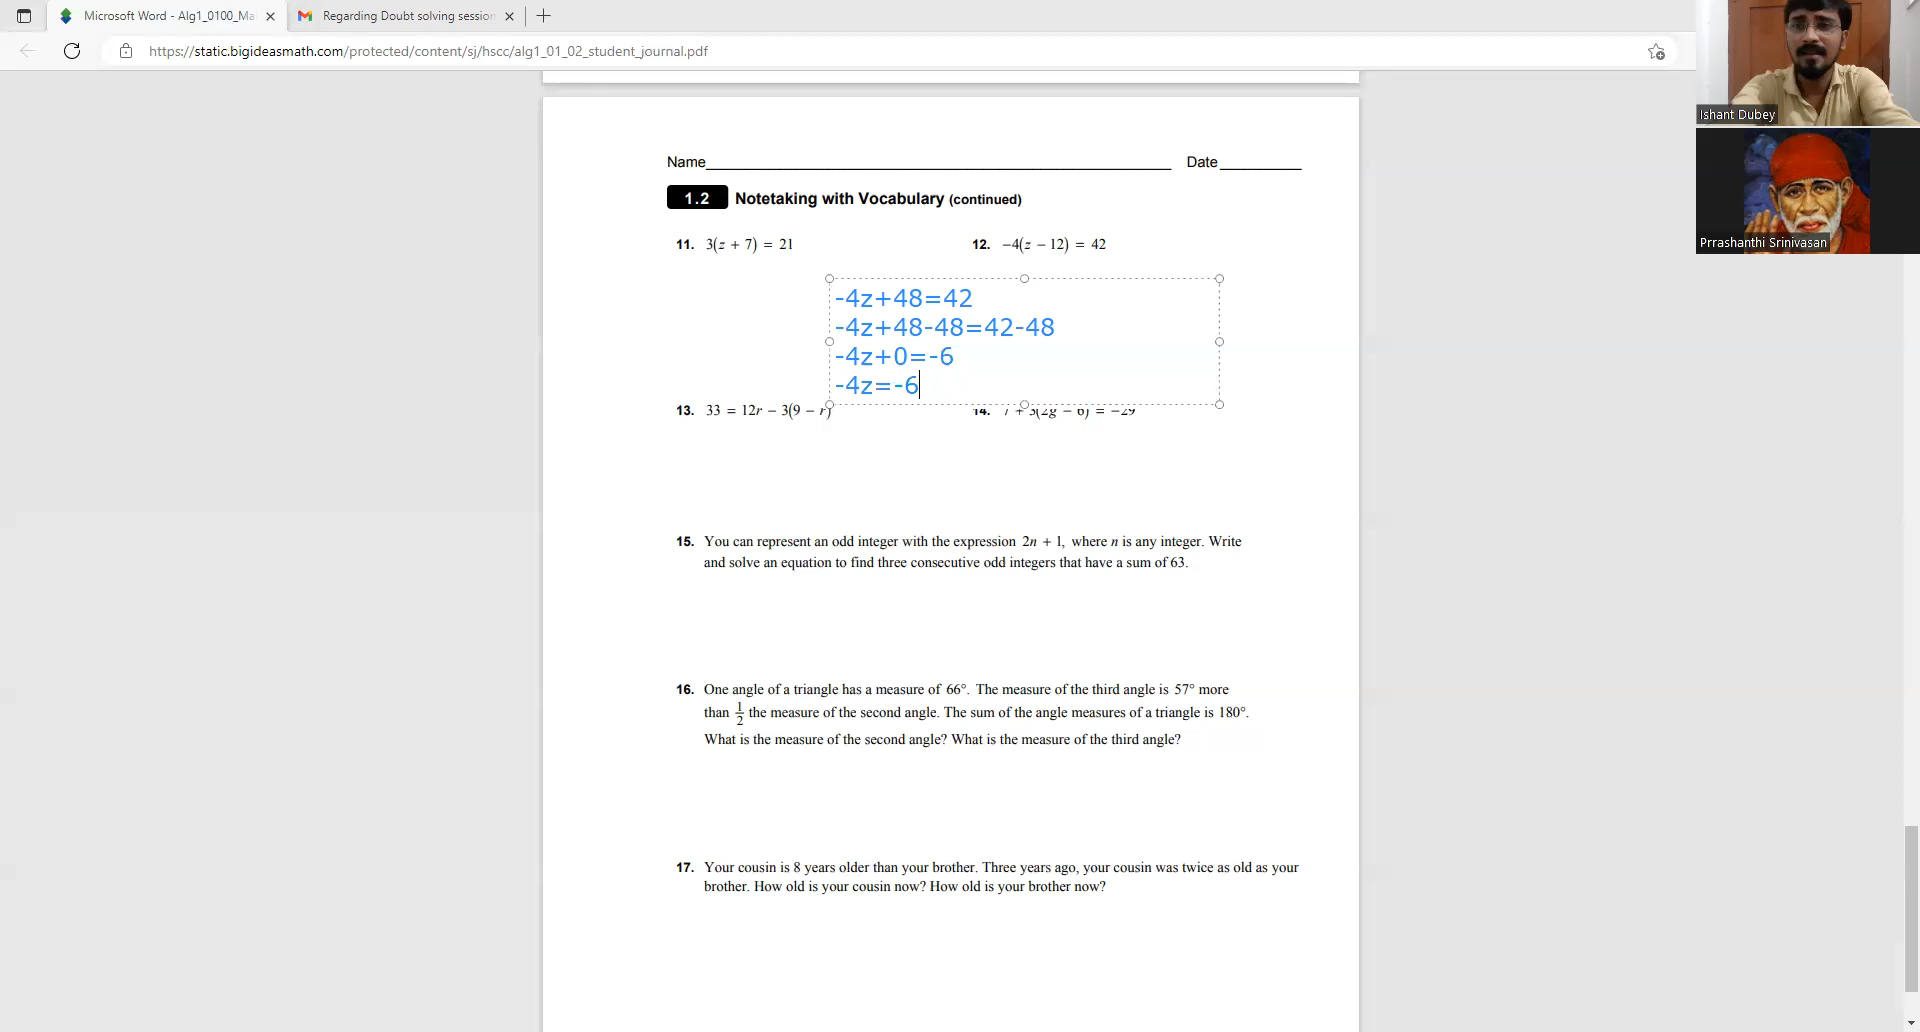 Microsoft Word - Alg1_0100_Ma
Regarding Doubt solving session
https://static.bigideasmath.com/protected/content/sj/hscc/alg1_01_02_student_journal.pdf
Ishant Dubey
Prrashanthi Srinivasan
Name Date
1.2 Notetaking with Vocabulary (continued)
11. 3(z + 7) = 21 12. −4(z − 12) = 42
-4z+48=42
-4z+48-48=42-48
-4z+0=-6
-4z=-6
13. 33 = 12r − 3(9 − r) 14. 7 + 3(2g − 6) = −29
15. You can represent an odd integer with the expression 2n + 1, where n is any integer. Write
and solve an equation to find three consecutive odd integers that have a sum of 63.
16. One angle of a triangle has a measure of 66°. The measure of the third angle is 57° more
than 1/2 the measure of the second angle. The sum of the angle measures of a triangle is 180°.
What is the measure of the second angle? What is the measure of the third angle?
17. Your cousin is 8 years older than your brother. Three years ago, your cousin was twice as old as your
brother. How old is your cousin now? How old is your brother now?